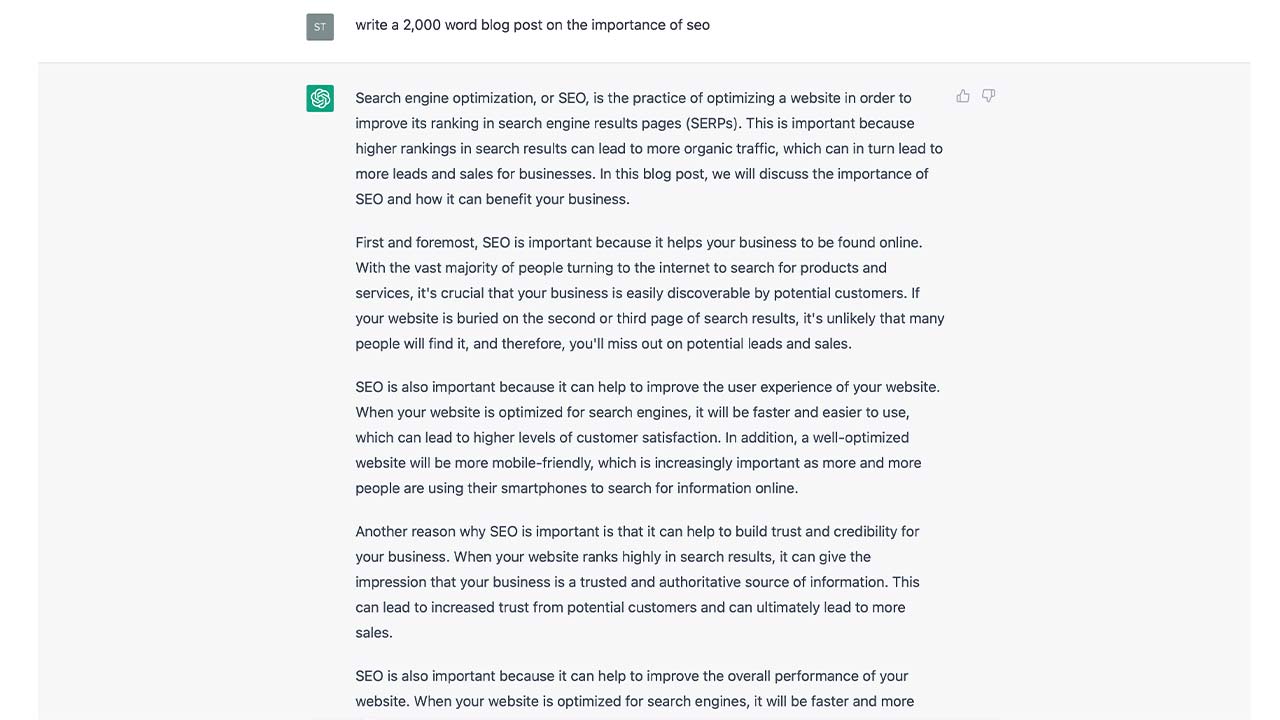 ST
write a 2,000 word blog post on the importance of seo
Search engine optimization, or SEO, is the practice of optimizing a website in order to
improve its ranking in search engine results pages (SERPs). This is important because
higher rankings in search results can lead to more organic traffic, which can in turn lead to
more leads and sales for businesses. In this blog post, we will discuss the importance of
SEO and how it can benefit your business.
First and foremost, SEO is important because it helps your business to be found online.
With the vast majority of people turning to the internet to search for products and
services, it's crucial that your business is easily discoverable by potential customers. If
your website is buried on the second or third page of search results, it's unlikely that many
people will find it, and therefore, you'll miss out on potential leads and sales.
SEO is also important because it can help to improve the user experience of your website.
When your website is optimized for search engines, it will be faster and easier to use,
which can lead to higher levels of customer satisfaction. In addition, a well-optimized
website will be more mobile-friendly, which is increasingly important as more and more
people are using their smartphones to search for information online.
Another reason why SEO is important is that it can help to build trust and credibility for
your business. When your website ranks highly in search results, it can give the
impression that your business is a trusted and authoritative source of information. This
can lead to increased trust from potential customers and can ultimately lead to more
sales.
SEO is also important because it can help to improve the overall performance of your
website. When your website is optimized for search engines, it will be faster and more